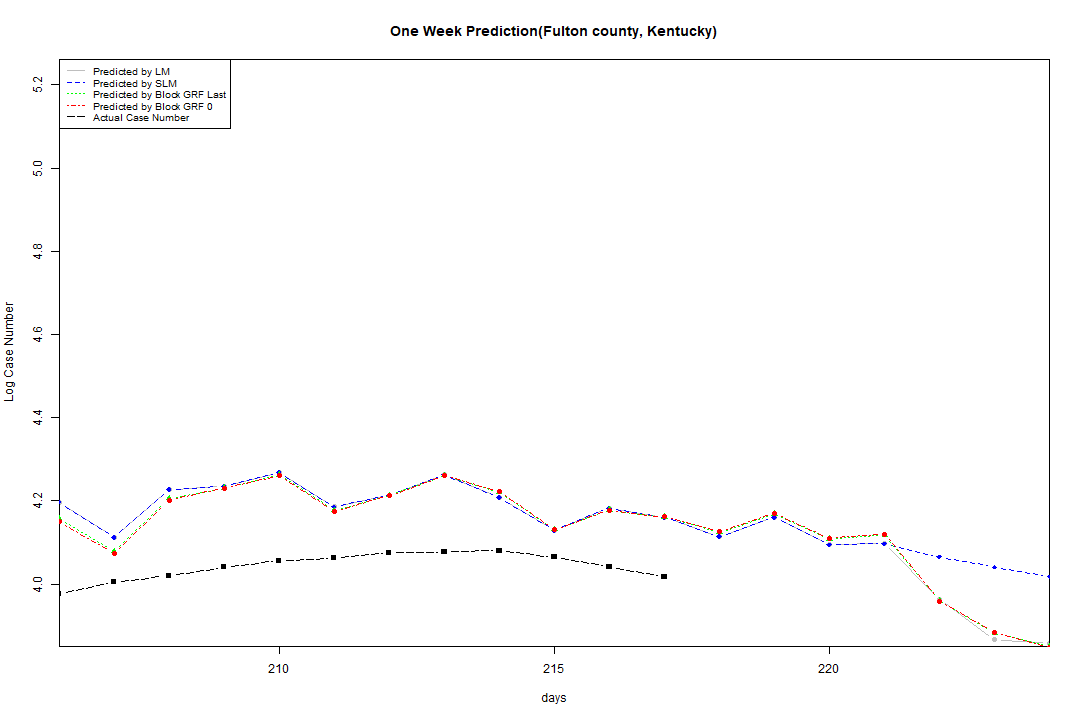 One Week Prediction(Fulton county, Kentucky)
Predicted by LM
Predicted by SLM
Predicted by Block GRF Last
Predicted by Block GRF 0
Actual Case Number
5.2
5.0
4.8
4.6
4.4
4.2
4.0
Log Case Number
210 215 220
days